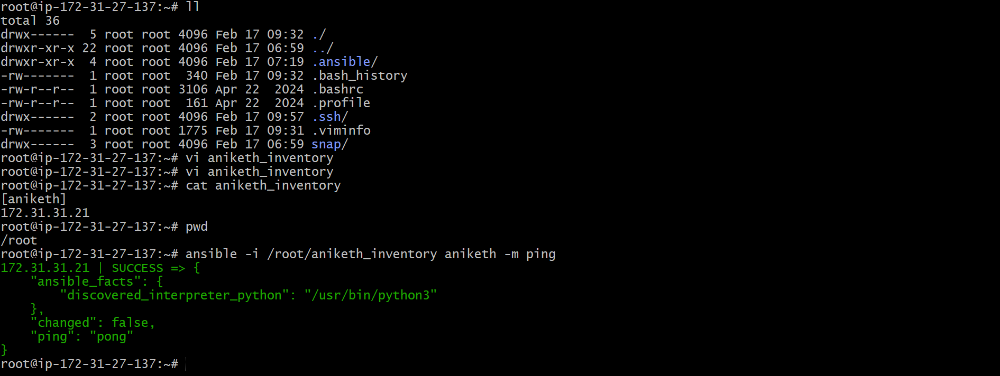 root@ip-172-31-27-137:~# ll
total 36
drwx------  5 root root 4096 Feb 17 09:32 ./
drwxr-xr-x 22 root root 4096 Feb 17 06:59 ../
drwxr-xr-x  4 root root 4096 Feb 17 07:19 .ansible/
-rw-------  1 root root  340 Feb 17 09:32 .bash_history
-rw-r--r--  1 root root 3106 Apr 22  2024 .bashrc
-rw-r--r--  1 root root  161 Apr 22  2024 .profile
drwx------  2 root root 4096 Feb 17 09:57 .ssh/
-rw-------  1 root root 1775 Feb 17 09:31 .viminfo
drwx------  3 root root 4096 Feb 17 06:59 snap/
root@ip-172-31-27-137:~# vi aniketh_inventory
root@ip-172-31-27-137:~# vi aniketh_inventory
root@ip-172-31-27-137:~# cat aniketh_inventory
[aniketh]
172.31.31.21
root@ip-172-31-27-137:~# pwd
/root
root@ip-172-31-27-137:~# ansible -i /root/aniketh_inventory aniketh -m ping
172.31.31.21 | SUCCESS => {
    "ansible_facts": {
        "discovered_interpreter_python": "/usr/bin/python3"
    },
    "changed": false,
    "ping": "pong"
}
root@ip-172-31-27-137:~#